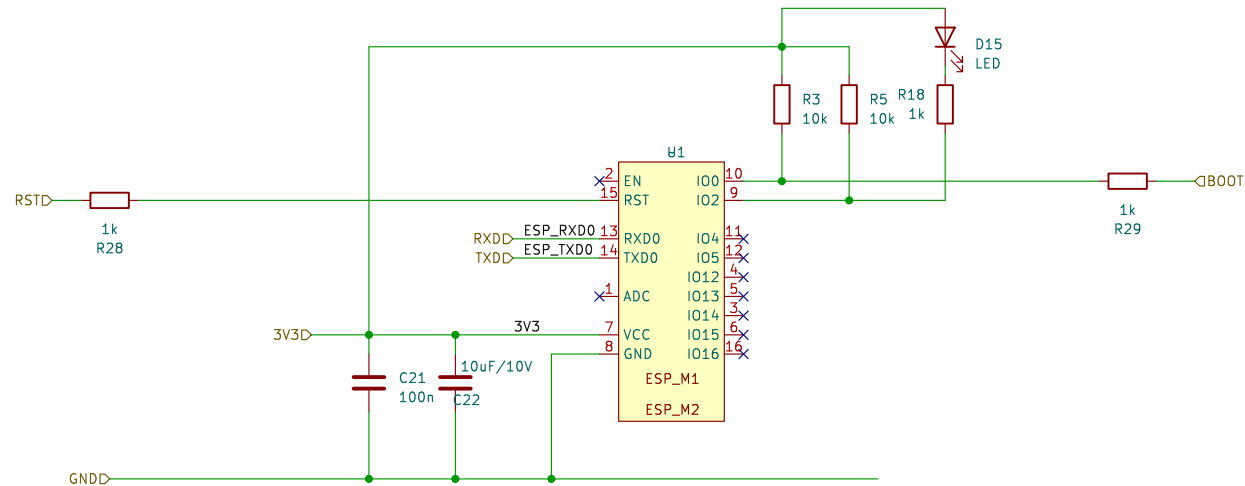 D15
LED
R3
10k
R5
10k
R18
1k
U1
2
EN
IO0
10
BOOT
RST
15
RST
IO2
9
1k
R28
1k
R29
RXD
ESP_RXD0
13
RXD0
IO4
11
TXD
ESP_TXD0
14
TXD0
IO5
12
IO12
4
1
ADC
IO13
5
IO14
3
3V3
3V3
7
VCC
IO15
6
8
GND
IO16
16
C21
100n
10uF/10V
C22
ESP_M1
ESP_M2
GND